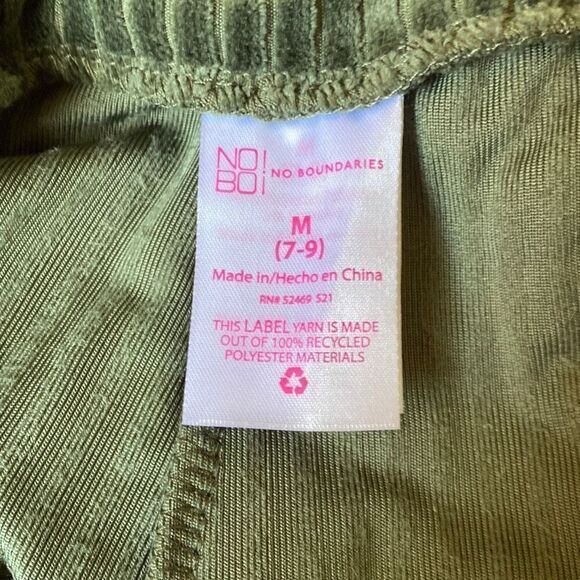 NO!
BO!
NO BOUNDARIES
M
(7-9)
Made in/Hecho en China
RN# 52469 S21
THIS LABEL YARN IS MADE
OUT OF 100% RECYCLED
POLYESTER MATERIALS